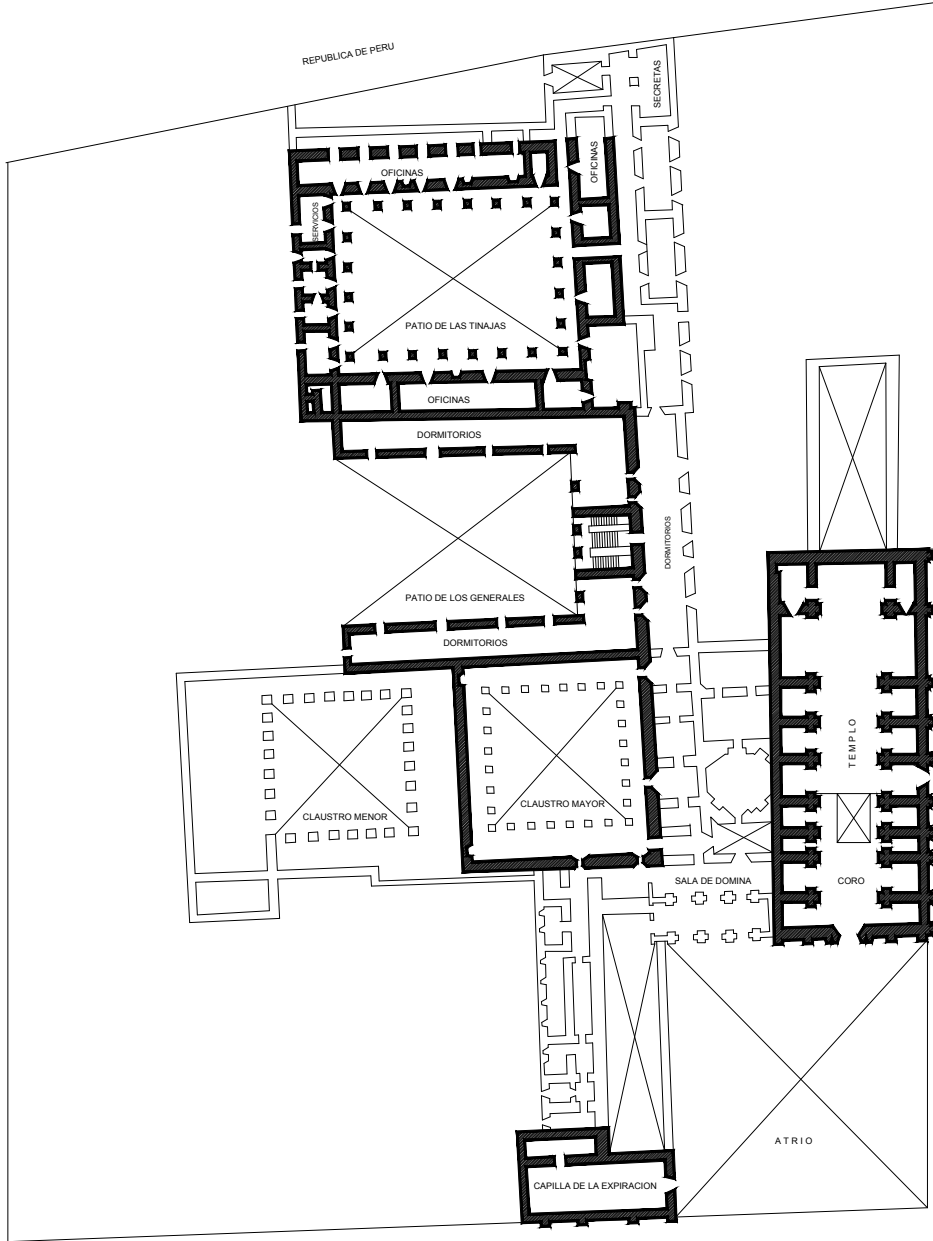 REPUBLICA DE PERU
SECRETAS
OFICINAS
OFICINAS
SERVICIOS
PATIO DE LAS TINAJAS
OFICINAS
DORMITORIOS
DORMITORIOS
PATIO DE LOS GENERALES
DORMITORIOS
TEMPLO
CLAUSTRO MAYOR
CLAUSTRO MENOR
SALA DE DOMINA
CORO
ATRIO
CAPILLA DE LA EXPIRACION